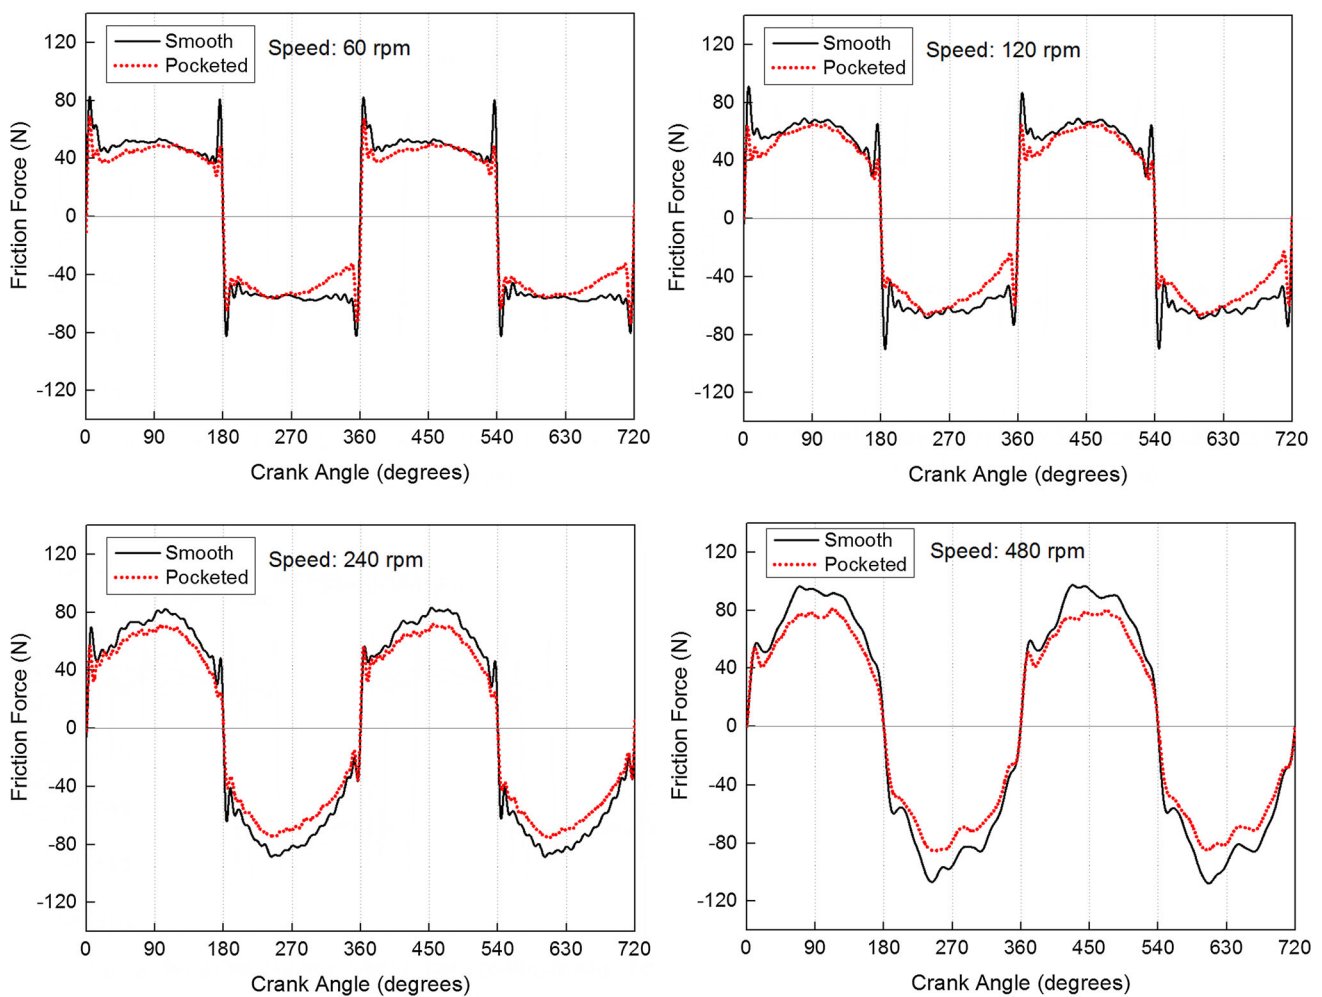 Smooth
Pocketed
Speed: 60 rpm
Friction Force (N)
120
80
40
0
-40
-80
-120
0 90 180 270 360 450 540 630 720
Crank Angle (degrees)
Smooth
Pocketed
Speed: 120 rpm
Friction Force (N)
120
80
40
0
-40
-80
-120
0 90 180 270 360 450 540 630 720
Crank Angle (degrees)
Smooth
Pocketed
Speed: 240 rpm
Friction Force (N)
120
80
40
0
-40
-80
-120
0 90 180 270 360 450 540 630 720
Crank Angle (degrees)
Smooth
Pocketed
Speed: 480 rpm
Friction Force (N)
120
80
40
0
-40
-80
-120
0 90 180 270 360 450 540 630 720
Crank Angle (degrees)